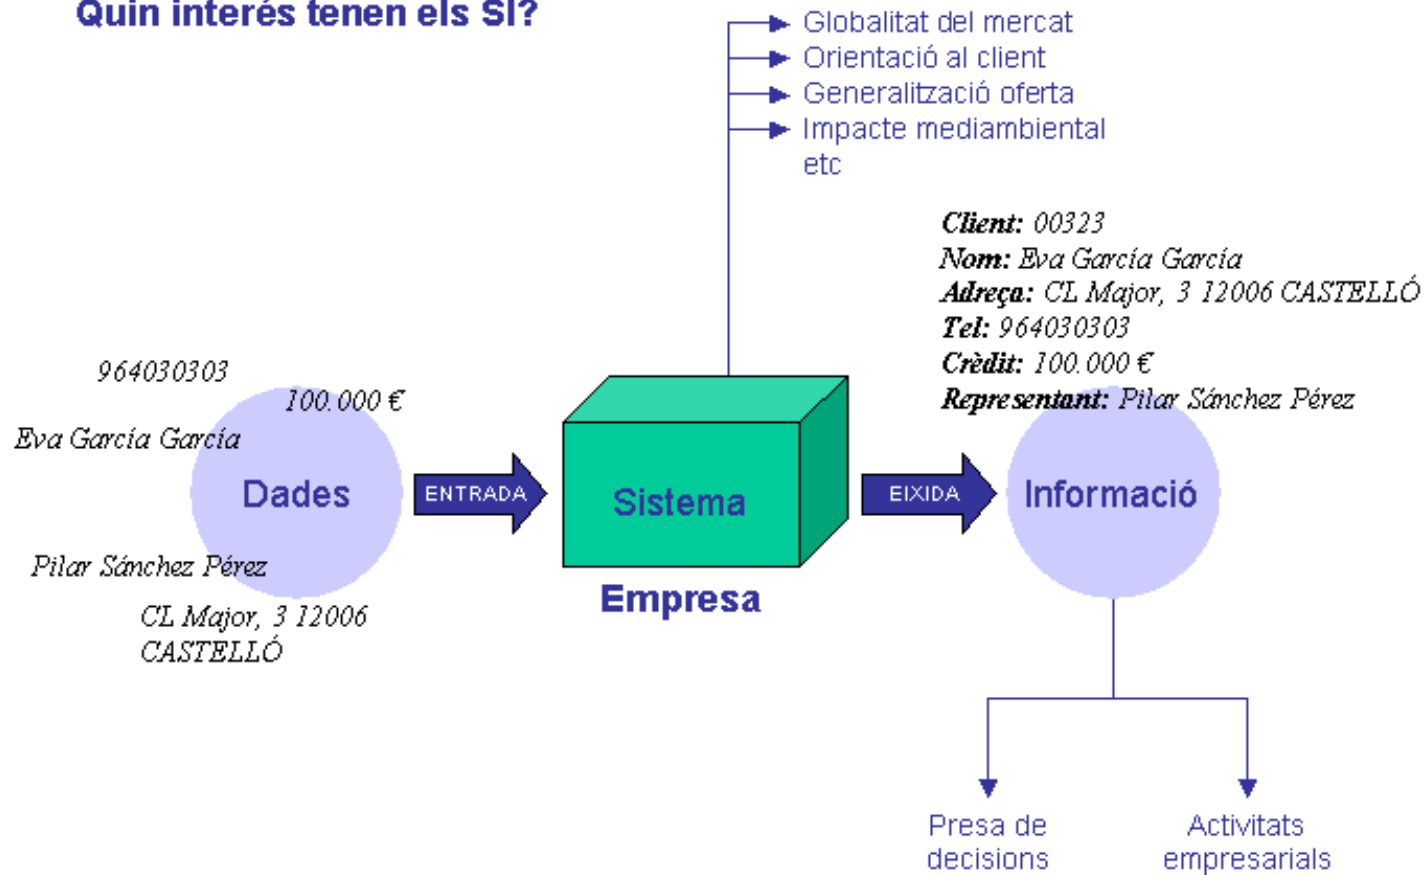 Quin interés tenen els SI?
Globalitat del mercat
Orientació al client
Generalització oferta
Impacte mediambiental
etc
Client: 00323
Nom: Eva García García
Adreça: CL Major, 3 12006 CASTELLÓ
Tel: 964030303
Crèdit: 100.000 €
Representant: Pilar Sánchez Pérez
964030303
100.000 €
Eva García García
Dades
Pilar Sánchez Pérez
CL Major, 3 12006
CASTELLÓ
ENTRADA
Sistema
Empresa
EIXIDA
Informació
Presa de
decisions
Activitats
empresarials